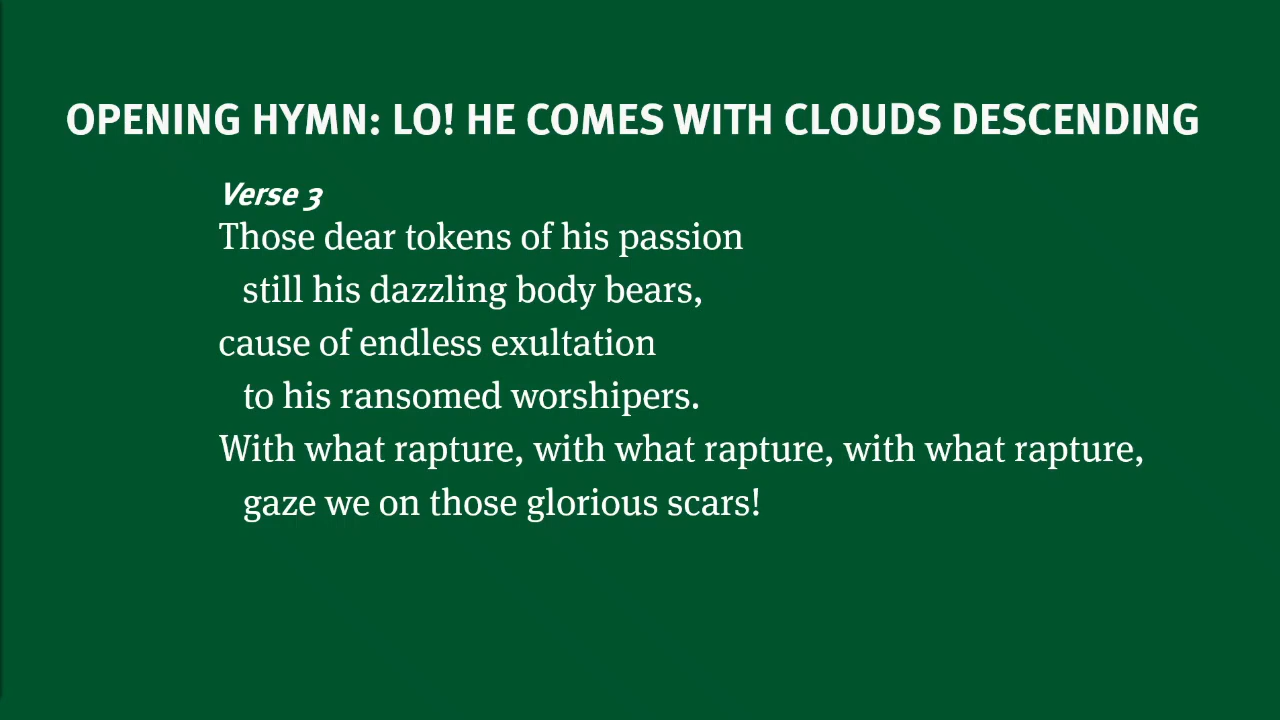 OPENING HYMN: LO! HE COMES WITH CLOUDS DESCENDING
Verse 3
Those dear tokens of his passion
still his dazzling body bears,
cause of endless exultation
to his ransomed worshipers.
With what rapture, with what rapture, with what rapture,
gaze we on those glorious scars!